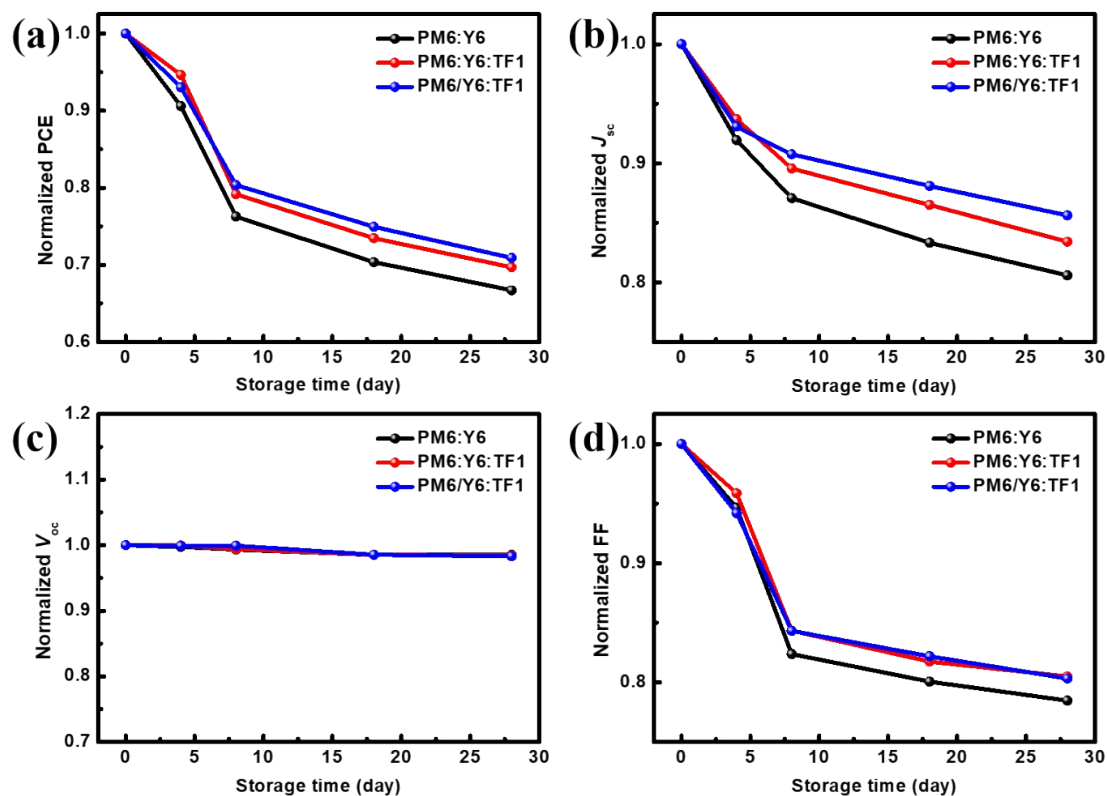 (a)
PM6:Y6
PM6:Y6:TF1
PM6/Y6:TF1
Normalized PCE
1.0
0.9
0.8
0.7
0.6
0 5 10 15 20 25 30
Storage time (day)
(b)
PM6:Y6
PM6:Y6:TF1
PM6/Y6:TF1
Normalized Jsc
1.0
0.9
0.8
0 5 10 15 20 25 30
Storage time (day)
(c)
PM6:Y6
PM6:Y6:TF1
PM6/Y6:TF1
Normalized Voc
1.2
1.1
1.0
0.9
0.8
0.7
0 5 10 15 20 25 30
Storage time (day)
(d)
PM6:Y6
PM6:Y6:TF1
PM6/Y6:TF1
Normalized FF
1.0
0.9
0.8
0 5 10 15 20 25 30
Storage time (day)